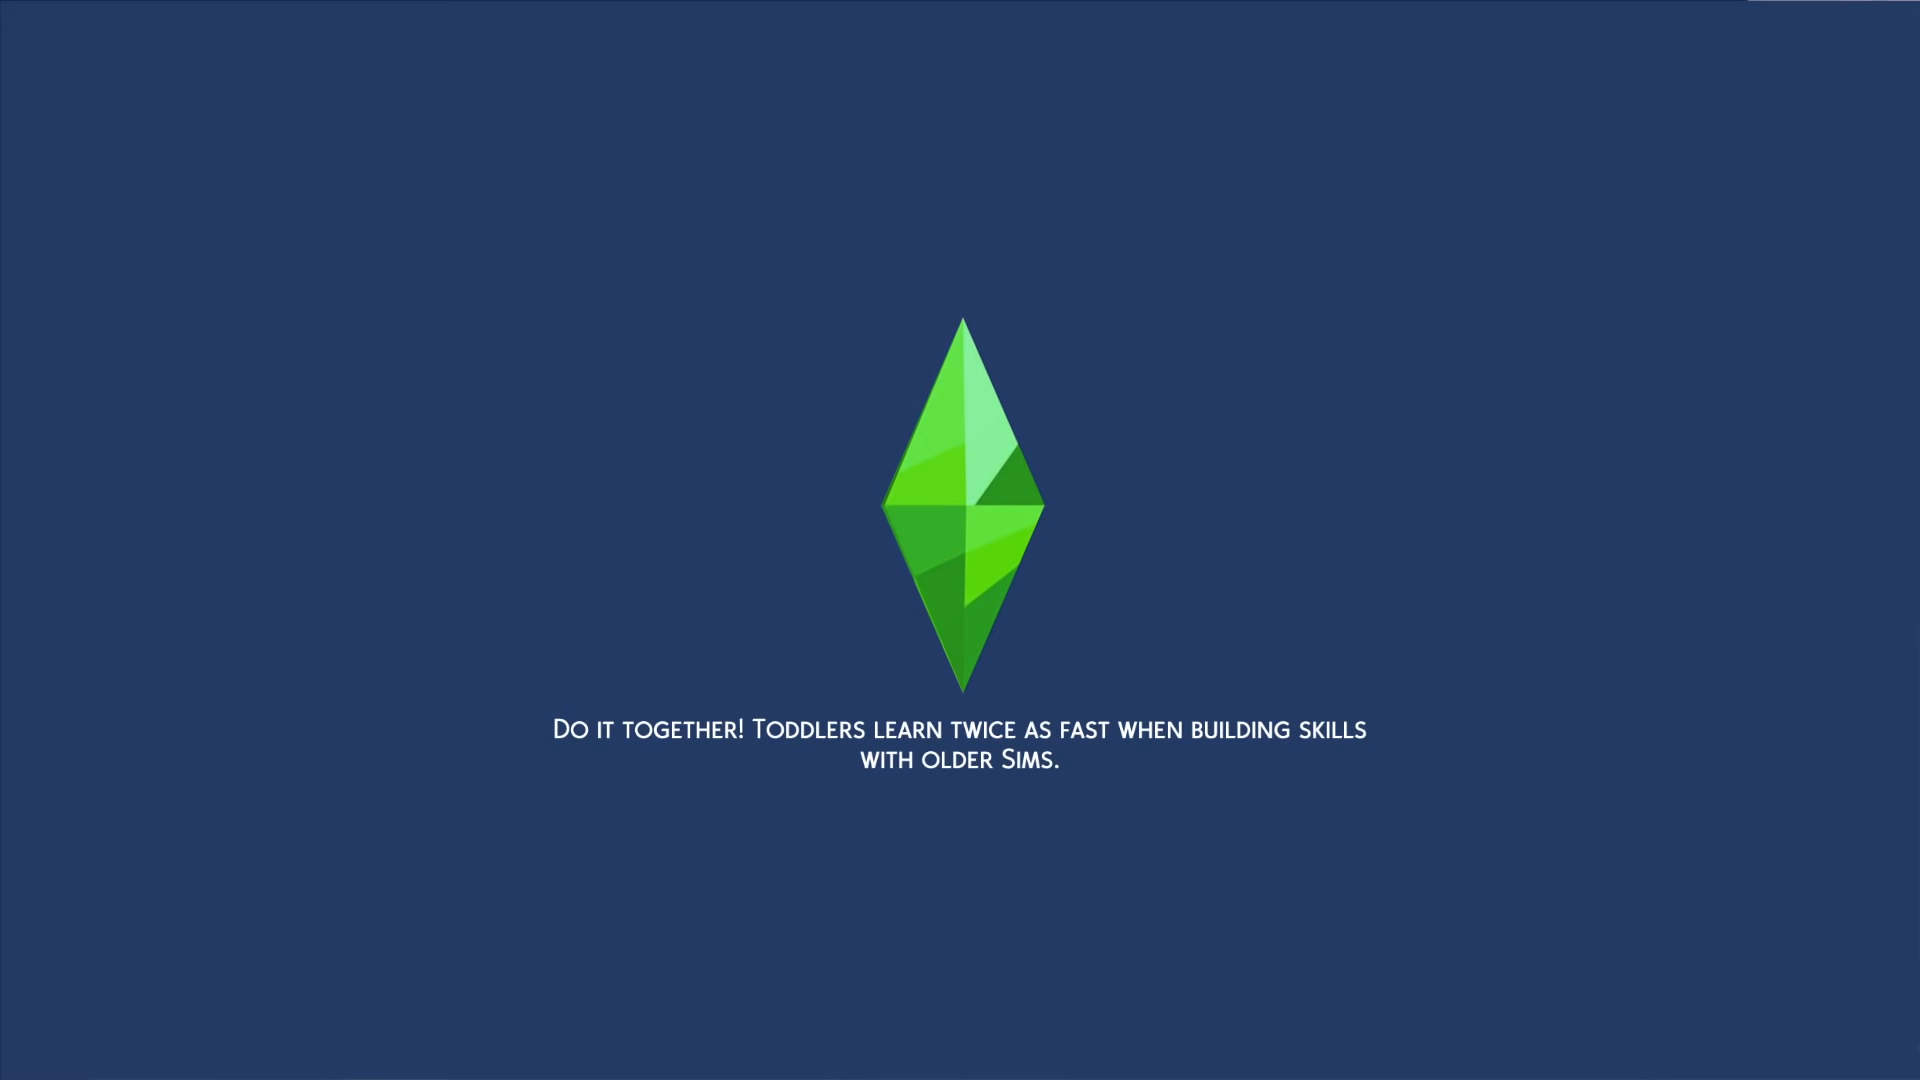 Do it together! Toddlers learn twice as fast when building skills
with older Sims.